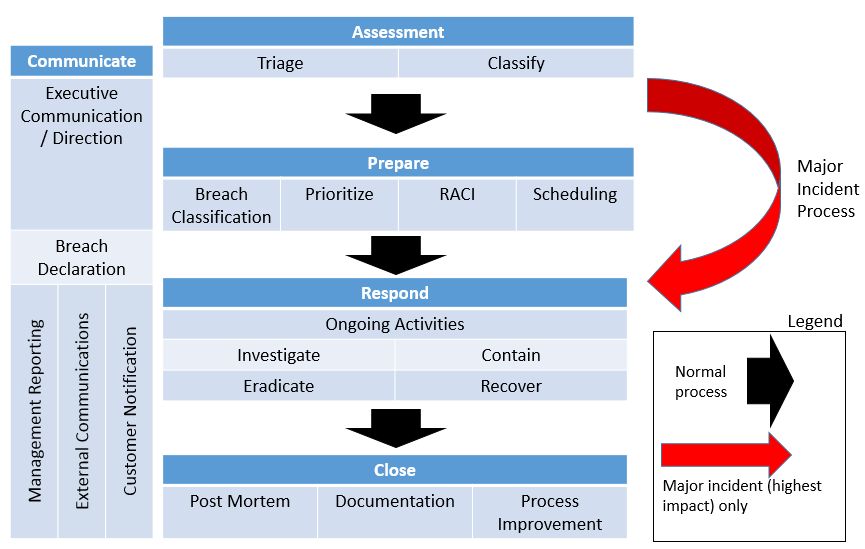 Communicate
Executive
Communication
/ Direction
Breach
Declaration
Management Reporting
External Communications
Customer Notification
Assessment
Triage
Classify
Prepare
Breach
Classification
Prioritize
RACI
Scheduling
Respond
Ongoing Activities
Investigate
Contain
Eradicate
Recover
Close
Post Mortem
Documentation
Process
Improvement
Major
Incident
Process
Legend
Normal
process
Major incident (highest
impact) only